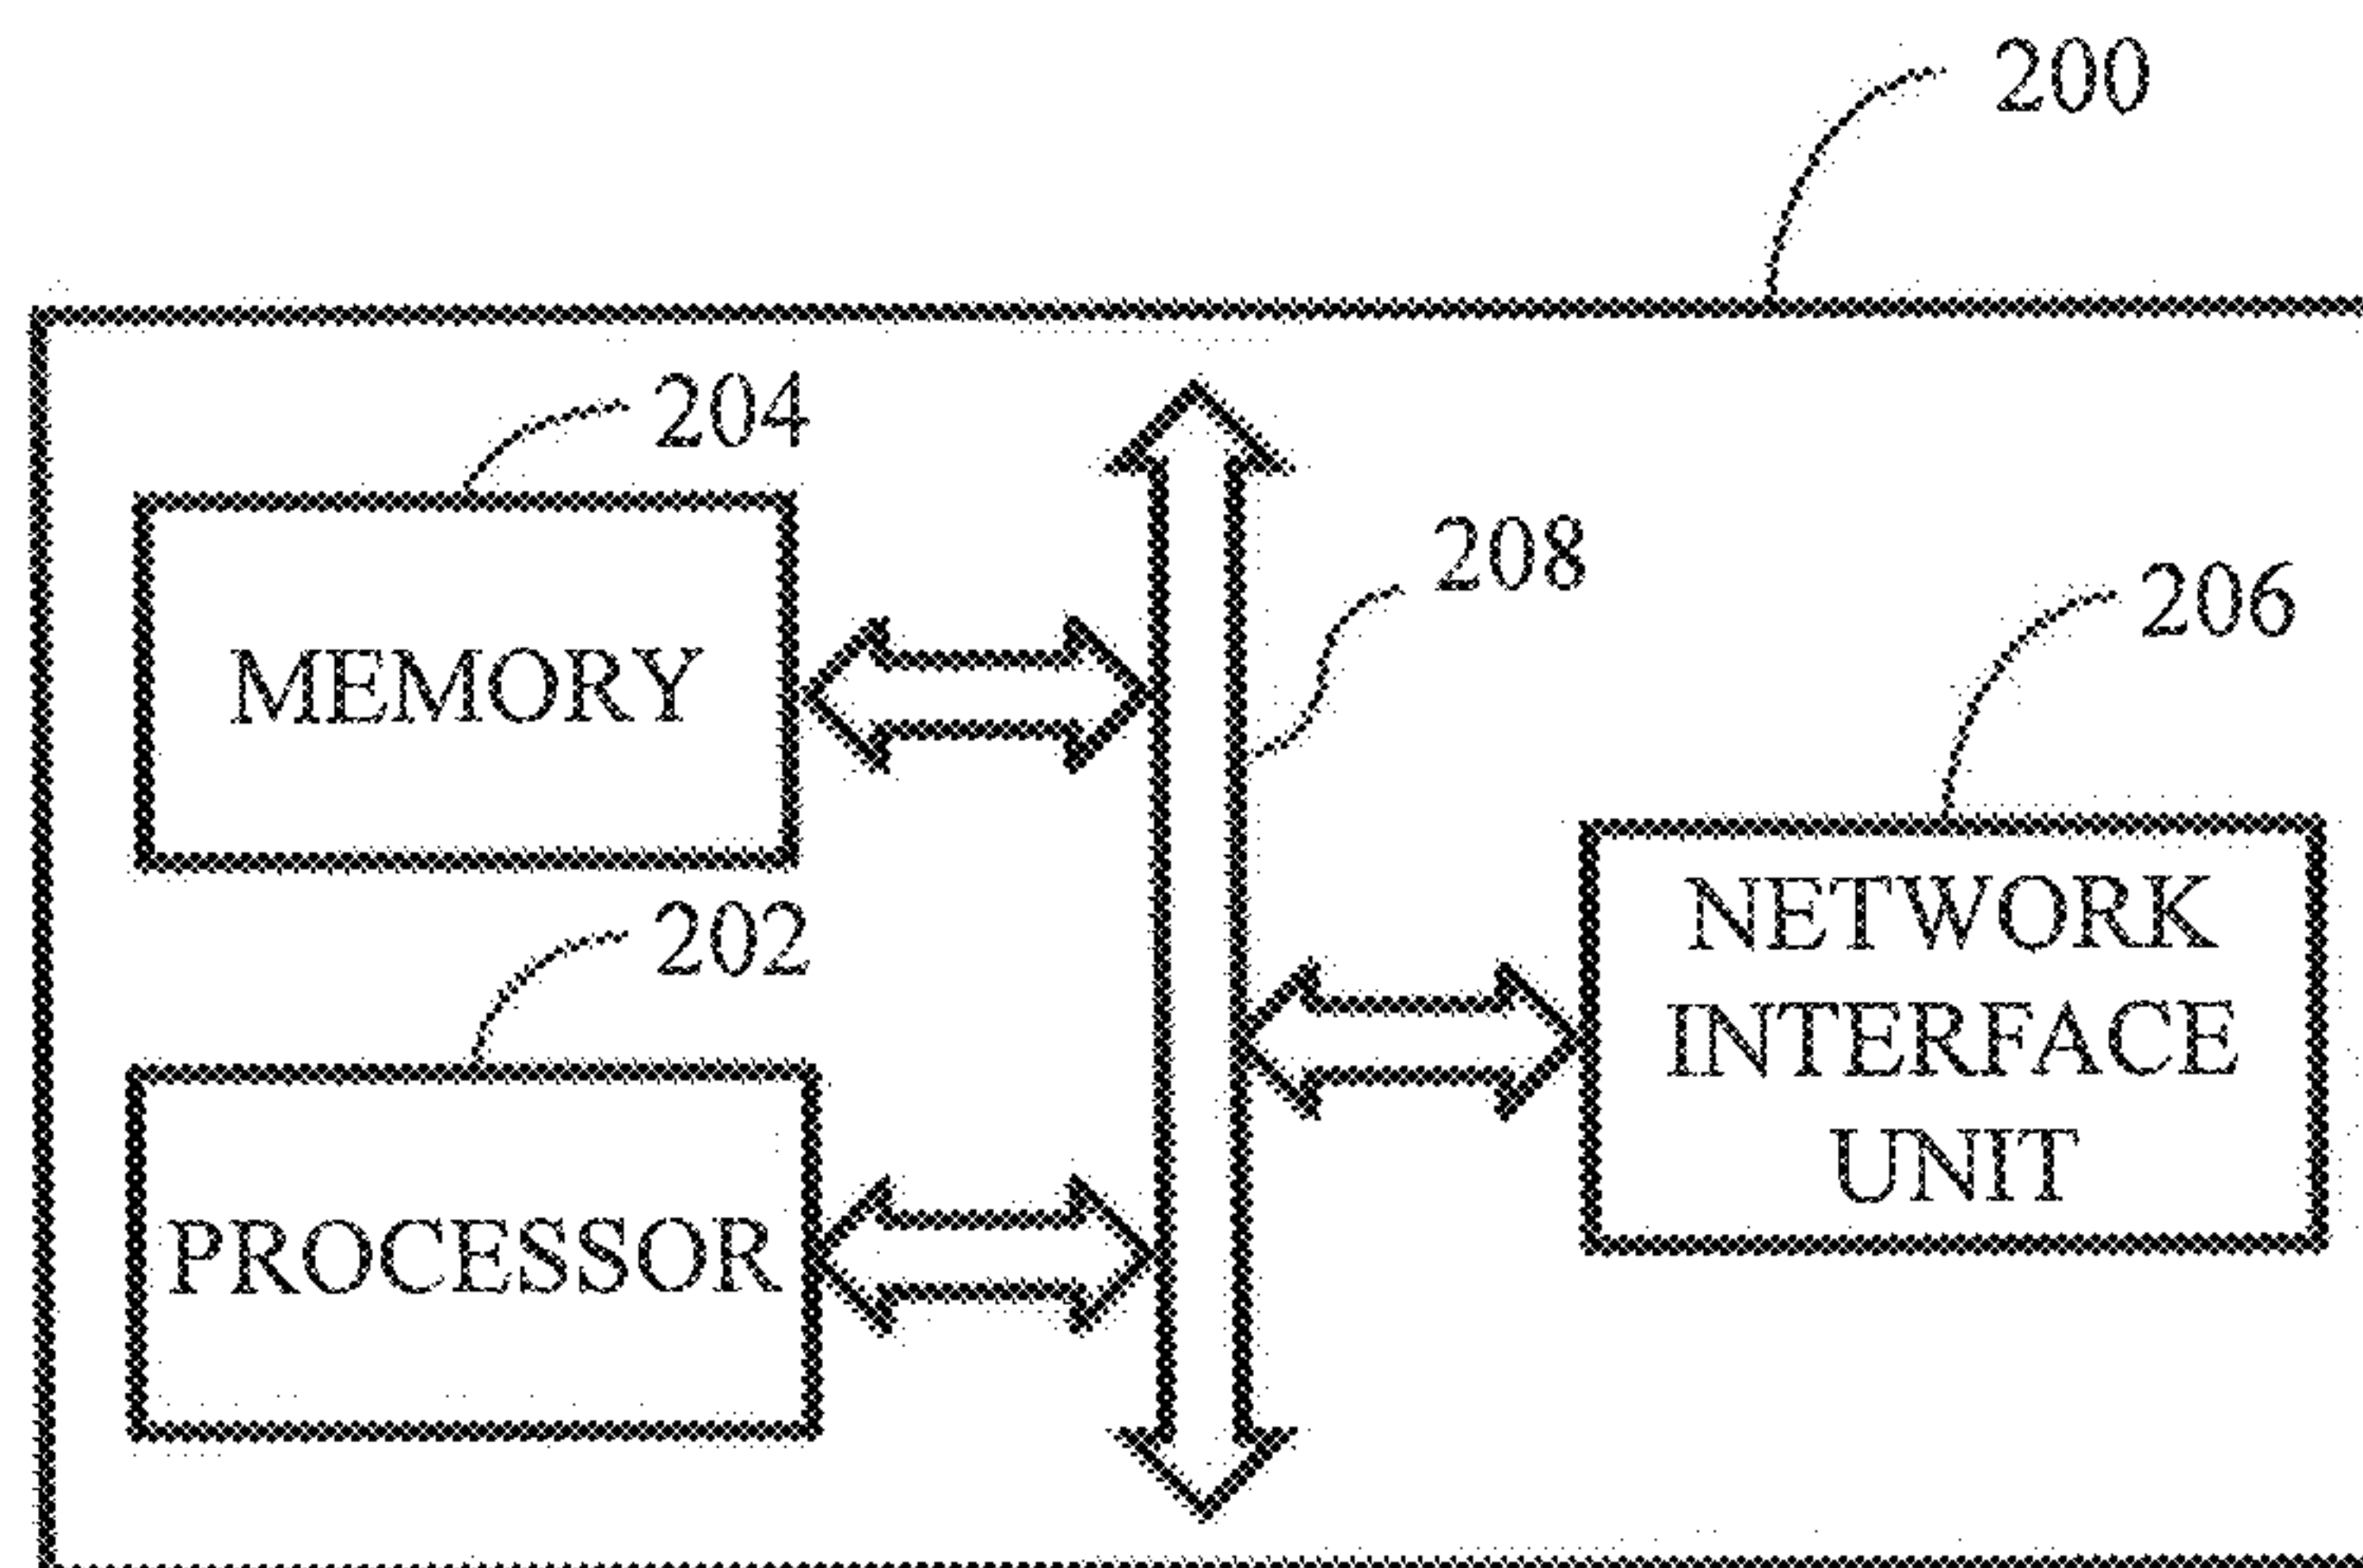 200
204
208
206
MEMORY
202
NETWORK
INTERFACE
UNIT
PROCESSOR